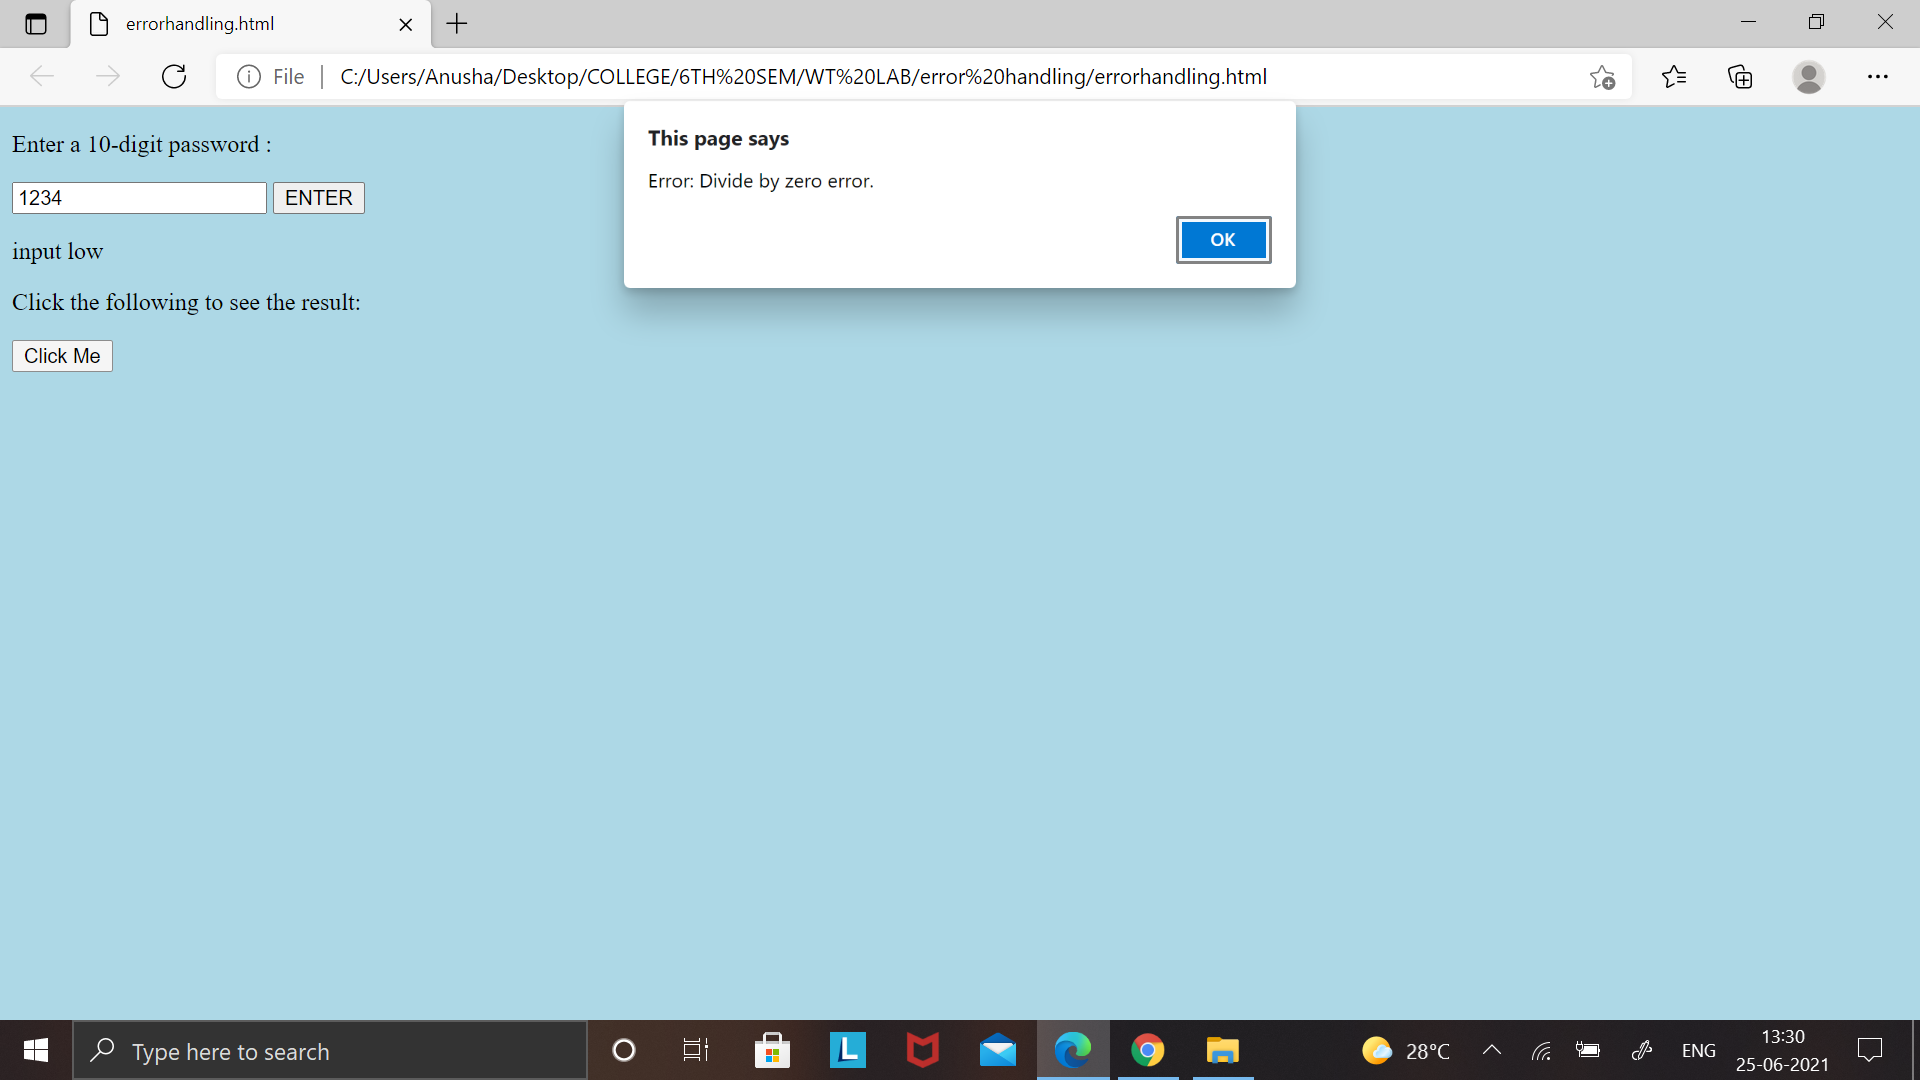 errorhandling.html
File
C:/Users/Anusha/Desktop/COLLEGE/6TH%20SEM/WT%20LAB/error%20handling/errorhandling.html
This page says
Error: Divide by zero error.
OK
Enter a 10-digit password :
1234 ENTER
input low
Click the following to see the result:
Click Me
Type here to search
L
28°C
ENG
13:30
25-06-2021